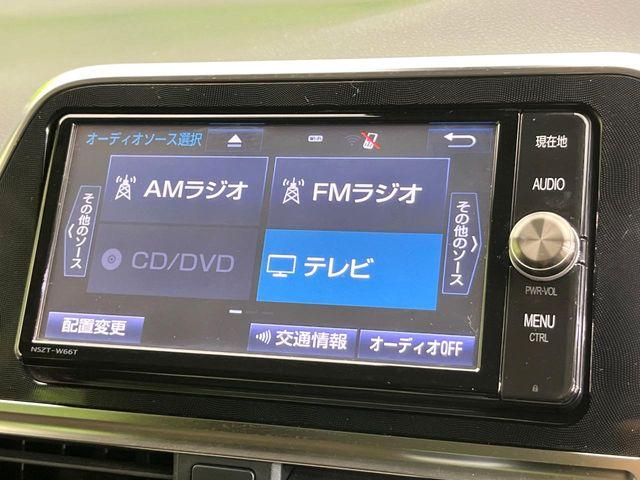 オーディオソース選択
Wi-Fi
現在地
AMラジオ
FMラジオ
AUDIO
その他のソース
その他のソース
CD/DVD
テレビ
PWR-VOL
配置変更
交通情報
オーディオOFF
MENU
CTRL
NSZT-W66T